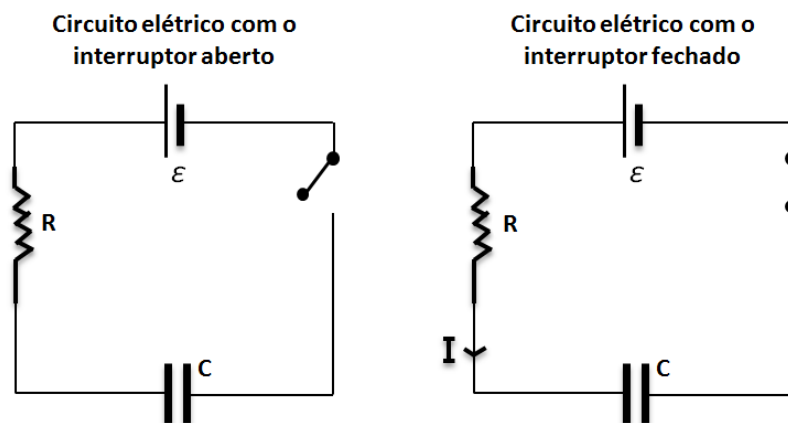 Circuito elétrico com o
interruptor aberto
ε
R
C
Circuito elétrico com o
interruptor fechado
ε
R
I
C